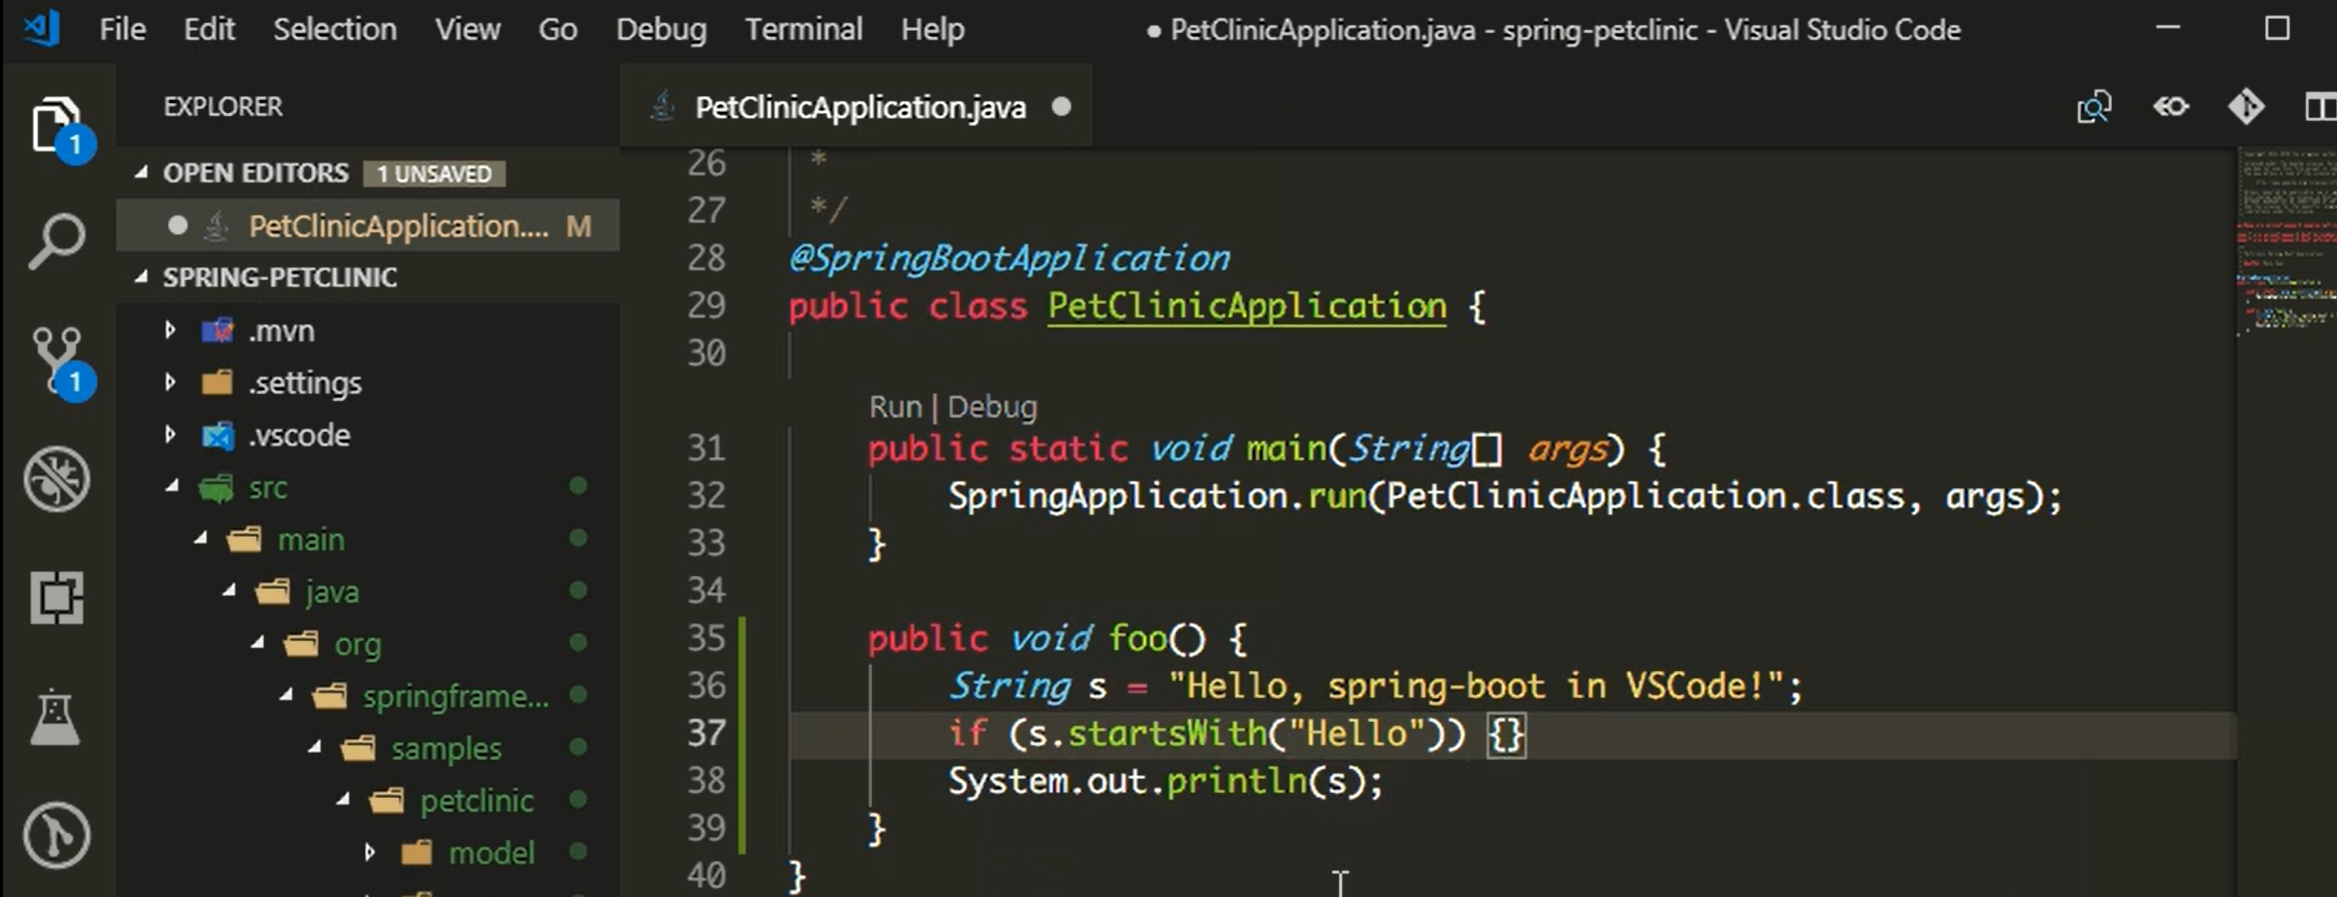 File Edit Selection View Go Debug Terminal Help
● PetClinicApplication.java - spring-petclinic - Visual Studio Code
EXPLORER
1
OPEN EDITORS 1 UNSAVED
PetClinicApplication.... M
SPRING-PETCLINIC
.mvn
.settings
1
.vscode
src
main
java
org
springframe...
samples
petclinic
model
PetClinicApplication.java
26 *
27 */
28 @SpringBootApplication
29 public class PetClinicApplication {
30
Run | Debug
31 public static void main(String[] args) {
32 SpringApplication.run(PetClinicApplication.class, args);
33 }
34
35 public void foo() {
36 String s = "Hello, spring-boot in VSCode!";
37 if (s.startsWith("Hello")) {}
38 System.out.println(s);
39 }
40 }